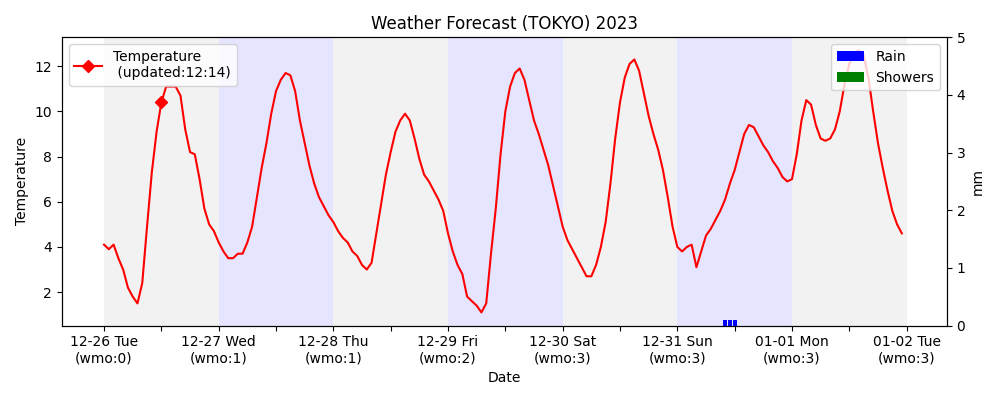 Weather Forecast (TOKYO) 2023
Temperature
(updated:12:14)
Rain
Showers
Temperature
12
10
8
6
4
2
5
4
3
2
1
0
mm
12-26 Tue
(wmo:0)
12-27 Wed
(wmo:1)
12-28 Thu
(wmo:1)
12-29 Fri
(wmo:2)
12-30 Sat
(wmo:3)
12-31 Sun
(wmo:3)
01-01 Mon
(wmo:3)
01-02 Tue
(wmo:3)
Date